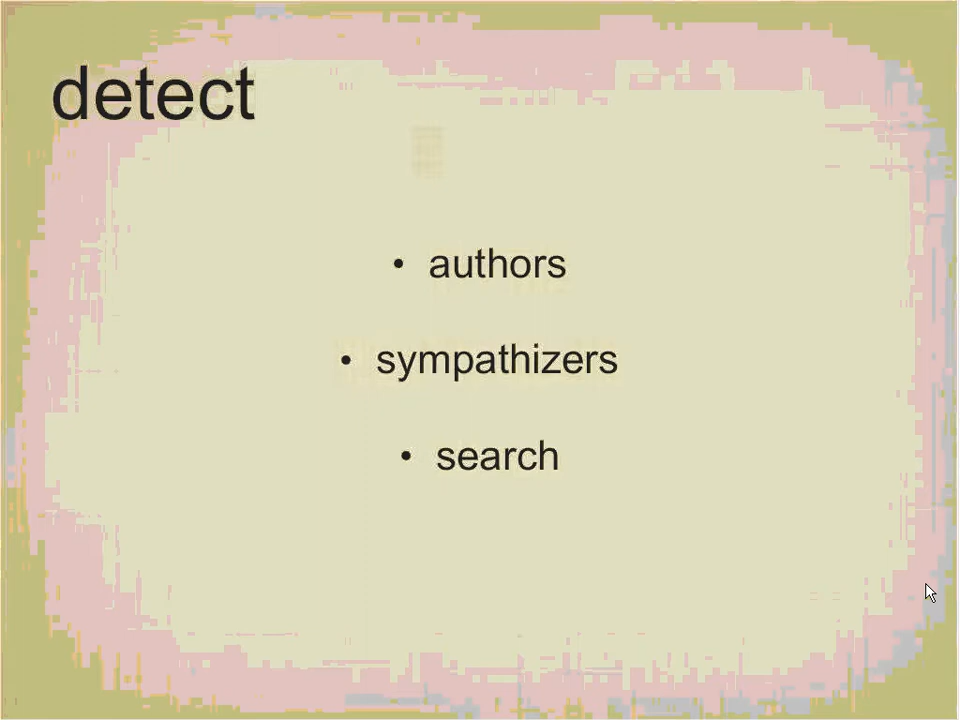 detect
• authors
• sympathizers
• search